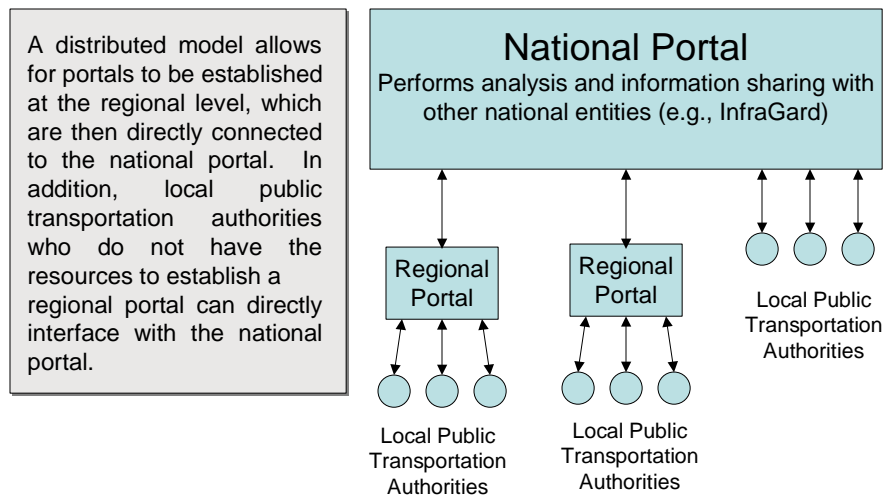 A distributed model allows
for portals to be established
at the regional level, which
are then directly connected
to the national portal. In
addition, local public
transportation authorities
who do not have the
resources to establish a
regional portal can directly
interface with the national
portal.
National Portal
Performs analysis and information sharing with
other national entities (e.g., InfraGard)
Regional
Portal
Regional
Portal
Local Public
Transportation
Authorities
Local Public
Transportation
Authorities
Local Public
Transportation
Authorities